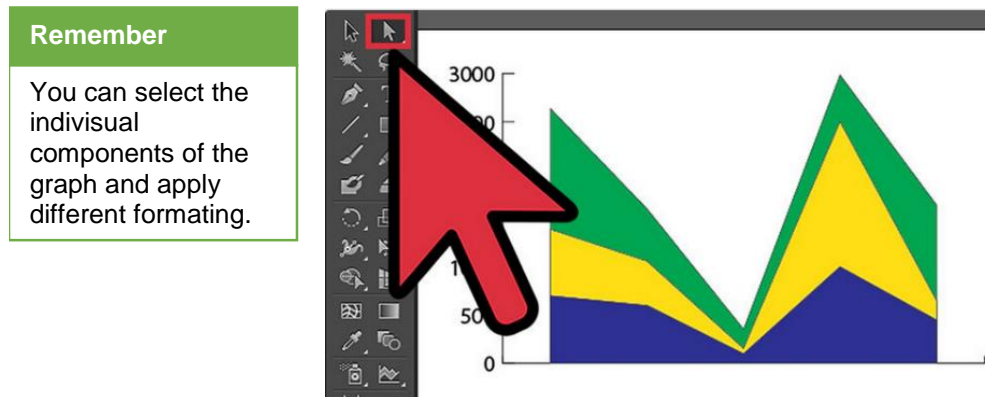 Remember
You can select the
indivisual
components of the
graph and apply
different formating.
3000
0